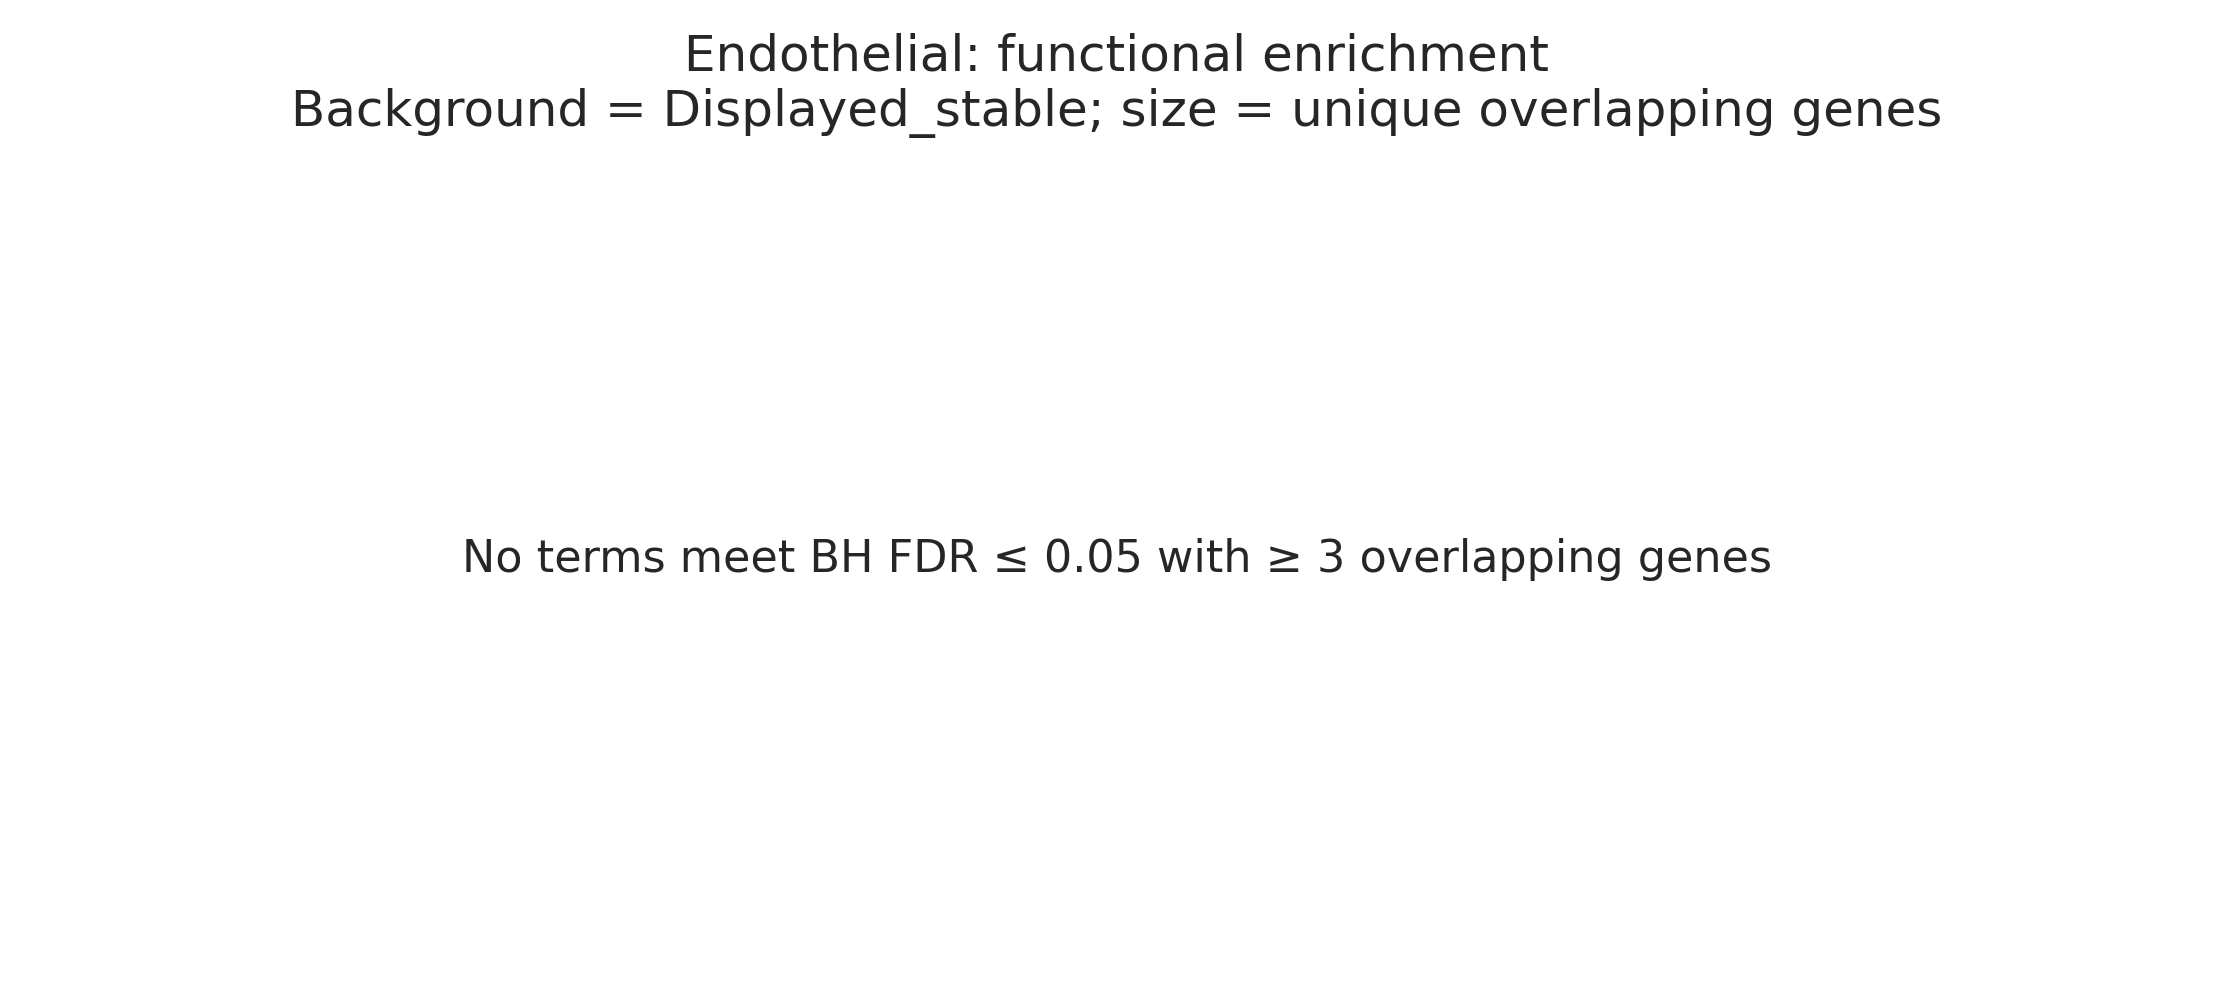 Endothelial: functional enrichment
Background = Displayed_stable; size = unique overlapping genes
No terms meet BH FDR ≤ 0.05 with ≥ 3 overlapping genes